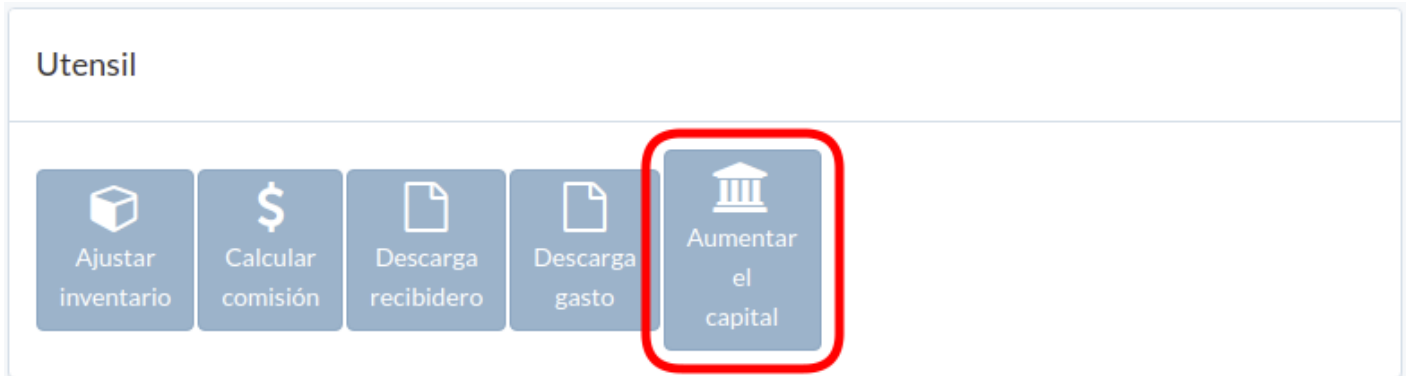 Utensil
Ajustar
inventario
Calcular
comisión
Descarga
recibidero
Descarga
gasto
Aumentar
el
capital